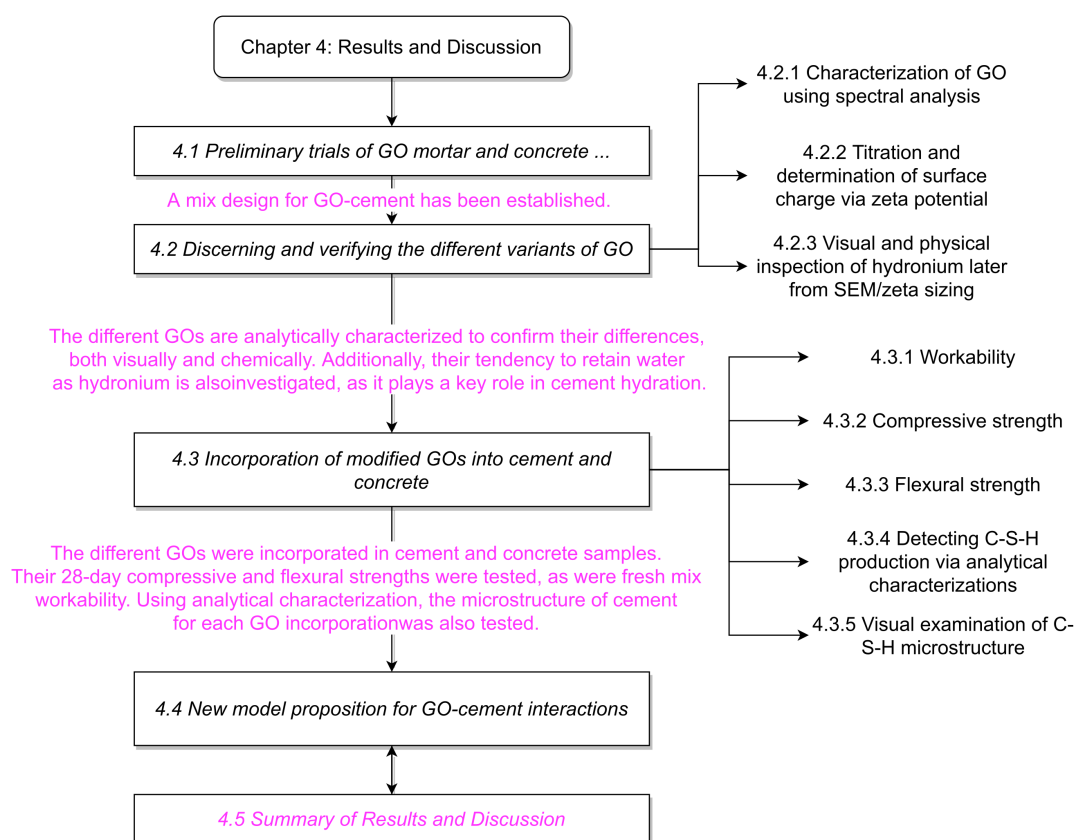 Chapter 4: Results and Discussion
4.1 Preliminary trials of GO mortar and concrete ...
A mix design for GO-cement has been established.
4.2 Discerning and verifying the different variants of GO
4.2.1 Characterization of GO
using spectral analysis
4.2.2 Titration and
determination of surface
charge via zeta potential
4.2.3 Visual and physical
inspection of hydronium later
from SEM/zeta sizing
The different GOs are analytically characterized to confirm their differences,
both visually and chemically. Additionally, their tendency to retain water
as hydronium is alsoinvestigated, as it plays a key role in cement hydration.
4.3 Incorporation of modified GOs into cement and
concrete
4.3.1 Workability
4.3.2 Compressive strength
4.3.3 Flexural strength
4.3.4 Detecting C-S-H
production via analytical
characterizations
4.3.5 Visual examination of C-
S-H microstructure
The different GOs were incorporated in cement and concrete samples.
Their 28-day compressive and flexural strengths were tested, as were fresh mix
workability. Using analytical characterization, the microstructure of cement
for each GO incorporationwas also tested.
4.4 New model proposition for GO-cement interactions
4.5 Summary of Results and Discussion